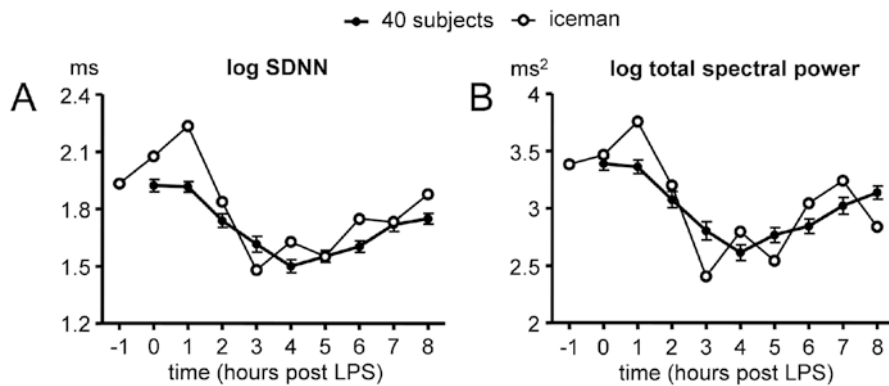 40 subjects iceman
A ms log SDNN
2.4
2.1
1.8
1.5
1.2
-1 0 1 2 3 4 5 6 7 8
time (hours post LPS)
B ms² log total spectral power
4
3.5
3
2.5
2
-1 0 1 2 3 4 5 6 7 8
time (hours post LPS)